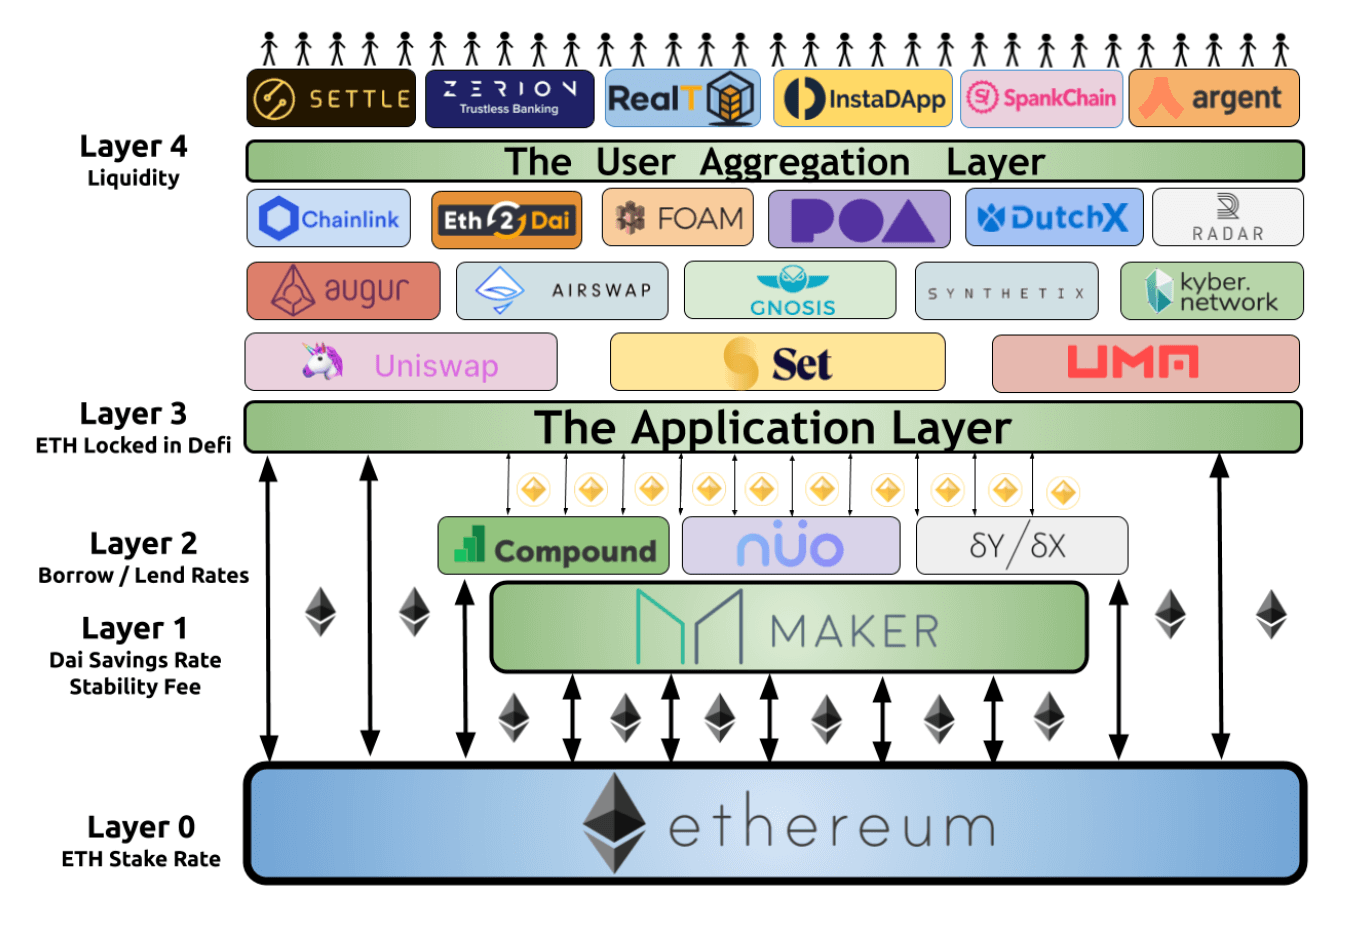 SETTLE
ZERION
Trustless Banking
RealT
InstaDApp
SpankChain
argent
Layer 4
Liquidity
The User Aggregation Layer
Chainlink
Eth2Dai
FOAM
POA
DutchX
RADAR
augur
AIRSWAP
GNOSIS
SYNTHETIX
kyber.
network
Uniswap
Set
UMA
Layer 3
ETH Locked in Defi
The Application Layer
Layer 2
Borrow / Lend Rates
Compound
nüo
δY/δX
Layer 1
Dai Savings Rate
Stability Fee
MAKER
Layer 0
ETH Stake Rate
ethereum